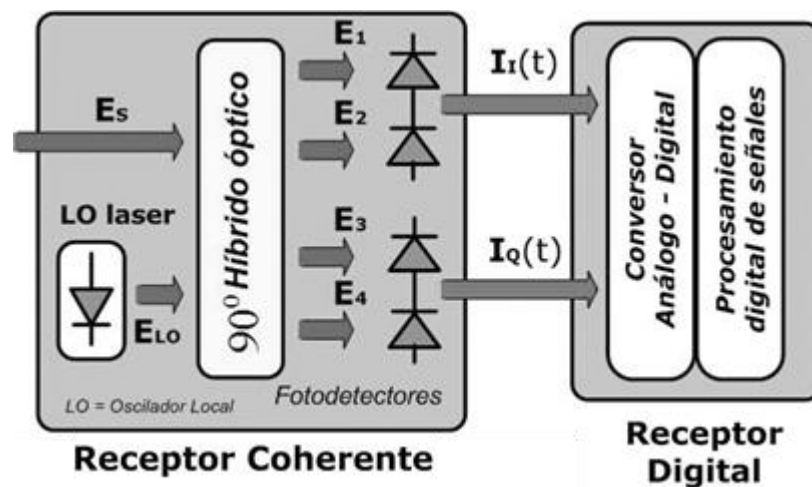 E1
E2
ES
LO laser
ELO
90º Híbrido óptico
E3
E4
LO = Oscilador Local
Fotodetectores
Receptor Coherente
II(t)
IQ(t)
Conversor
Análogo - Digital
Procesamiento
digital de señales
Receptor
Digital